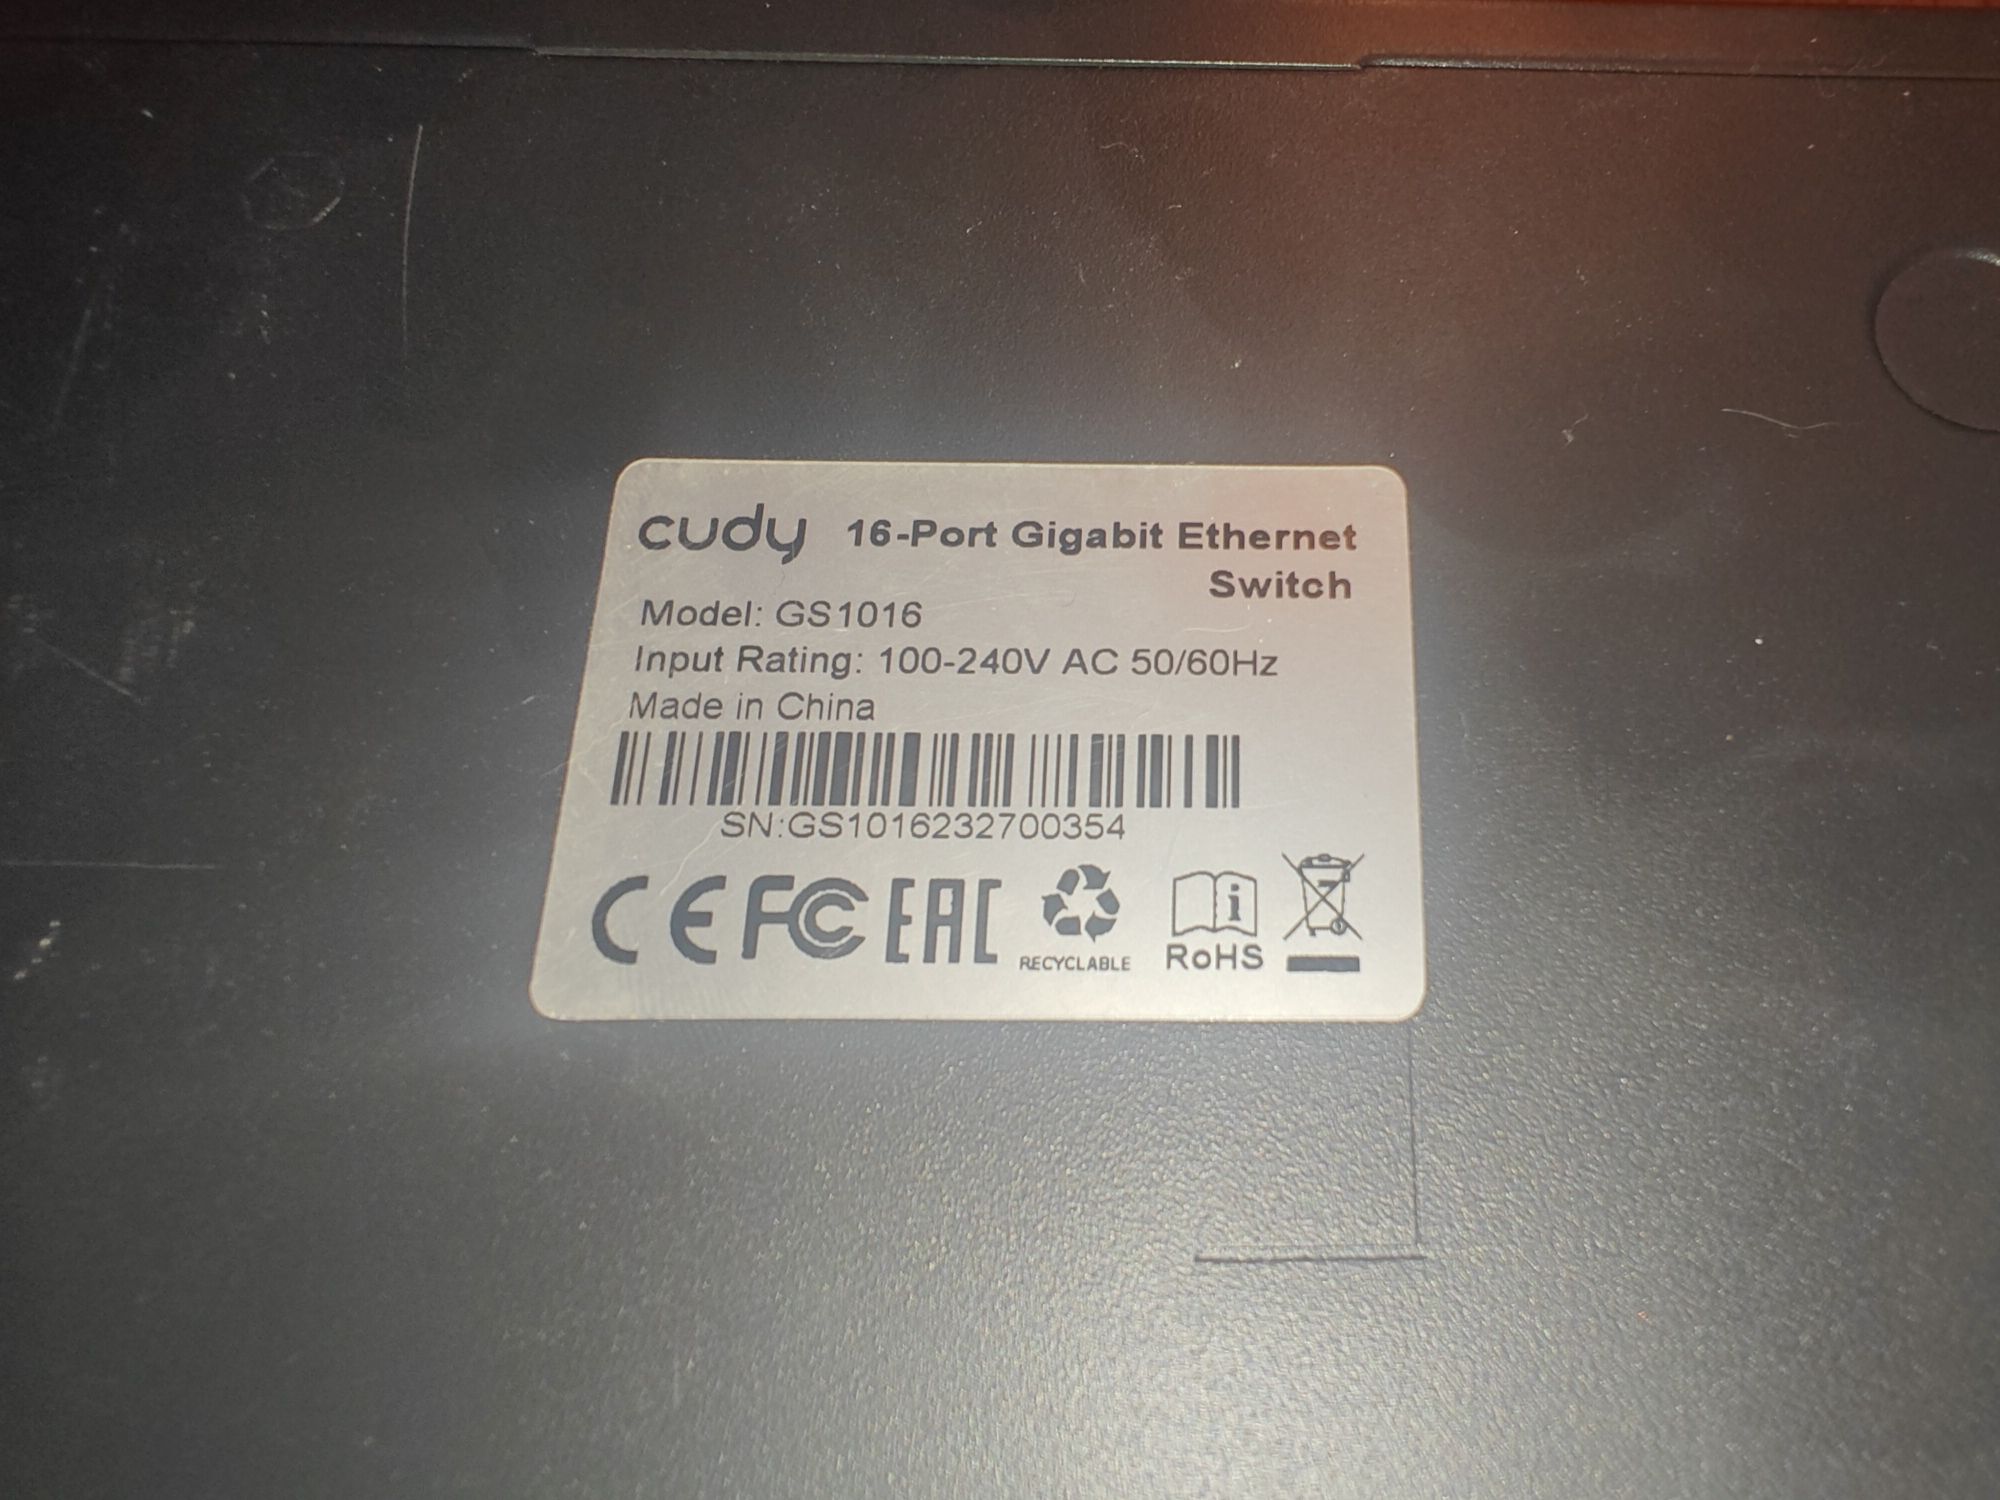 cudy 16-Port Gigabit Ethernet
Switch
Model: GS1016
Input Rating: 100-240V AC 50/60Hz
Made in China
SN:GS1016232700354
CE FC EAC
RECYCLABLE
i
RoHS